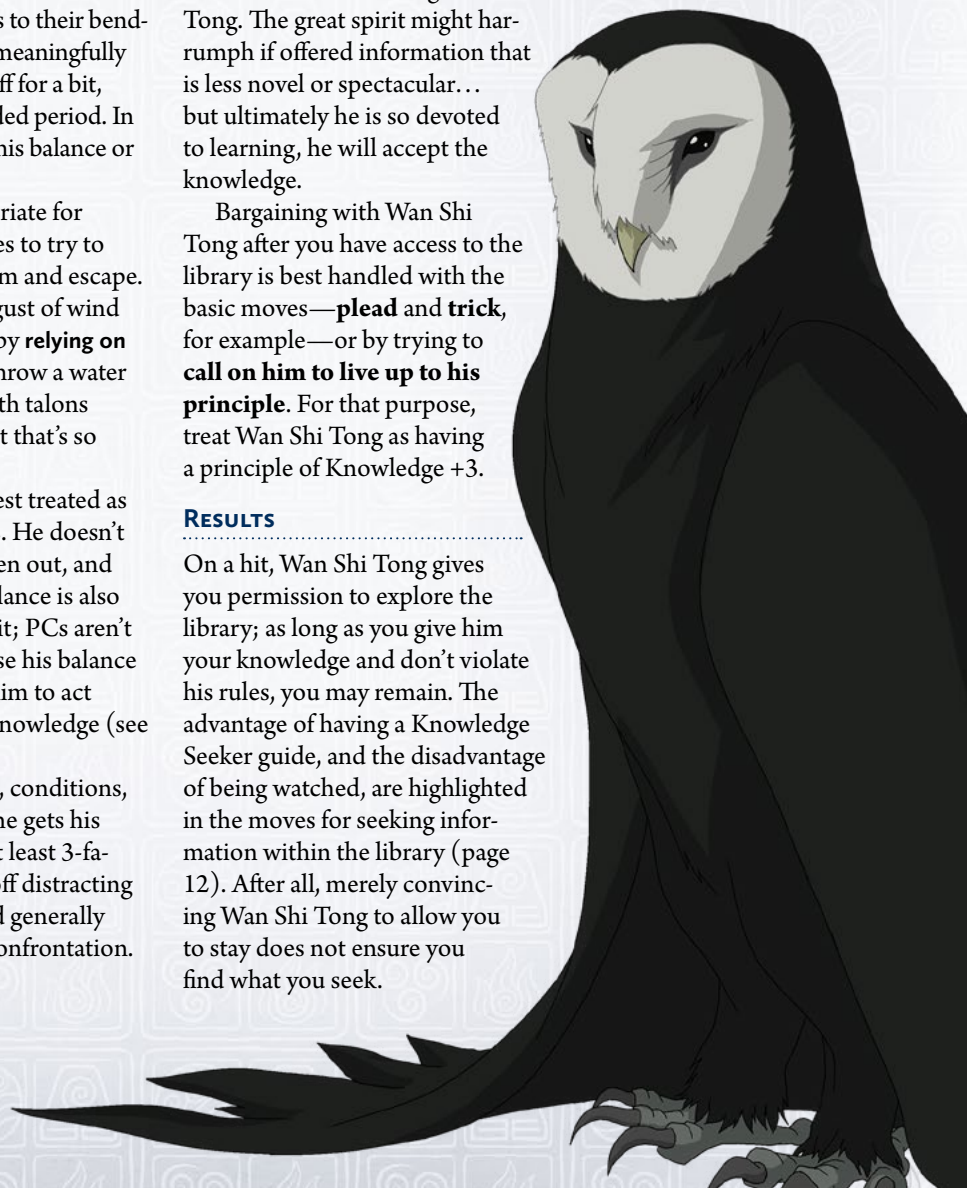 s to their bend-
meaningfully
ff for a bit,
led period. In
his balance or
riate for
es to try to
m and escape.
gust of wind
by relying on
hrow a water
th talons
t that's so
est treated as
. He doesn't
en out, and
lance is also
it; PCs aren't
se his balance
im to act
nowledge (see
, conditions,
he gets his
t least 3-fa-
off distracting
d generally
onfrontation.
Tong. The great spirit might har-
rumph if offered information that
is less novel or spectacular…
but ultimately he is so devoted
to learning, he will accept the
knowledge.
Bargaining with Wan Shi
Tong after you have access to the
library is best handled with the
basic moves—plead and trick,
for example—or by trying to
call on him to live up to his
principle. For that purpose,
treat Wan Shi Tong as having
a principle of Knowledge +3.
RESULTS
On a hit, Wan Shi Tong gives
you permission to explore the
library; as long as you give him
your knowledge and don't violate
his rules, you may remain. The
advantage of having a Knowledge
Seeker guide, and the disadvantage
of being watched, are highlighted
in the moves for seeking infor-
mation within the library (page
12). After all, merely convinc-
ing Wan Shi Tong to allow you
to stay does not ensure you
find what you seek.